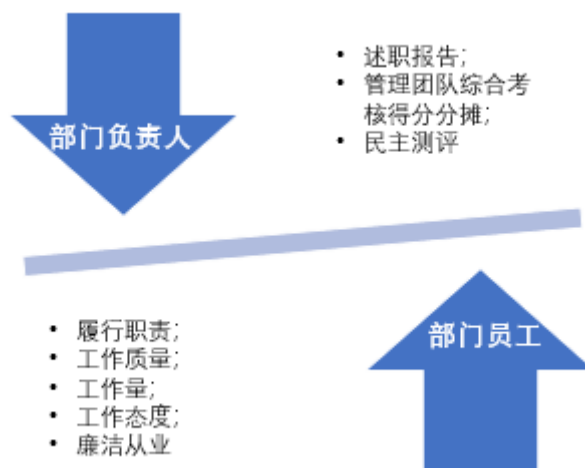 部门负责人
• 述职报告;
• 管理团队综合考
核得分分摊;
• 民主测评
• 履行职责;
• 工作质量;
• 工作量;
• 工作态度;
• 廉洁从业
部门员工